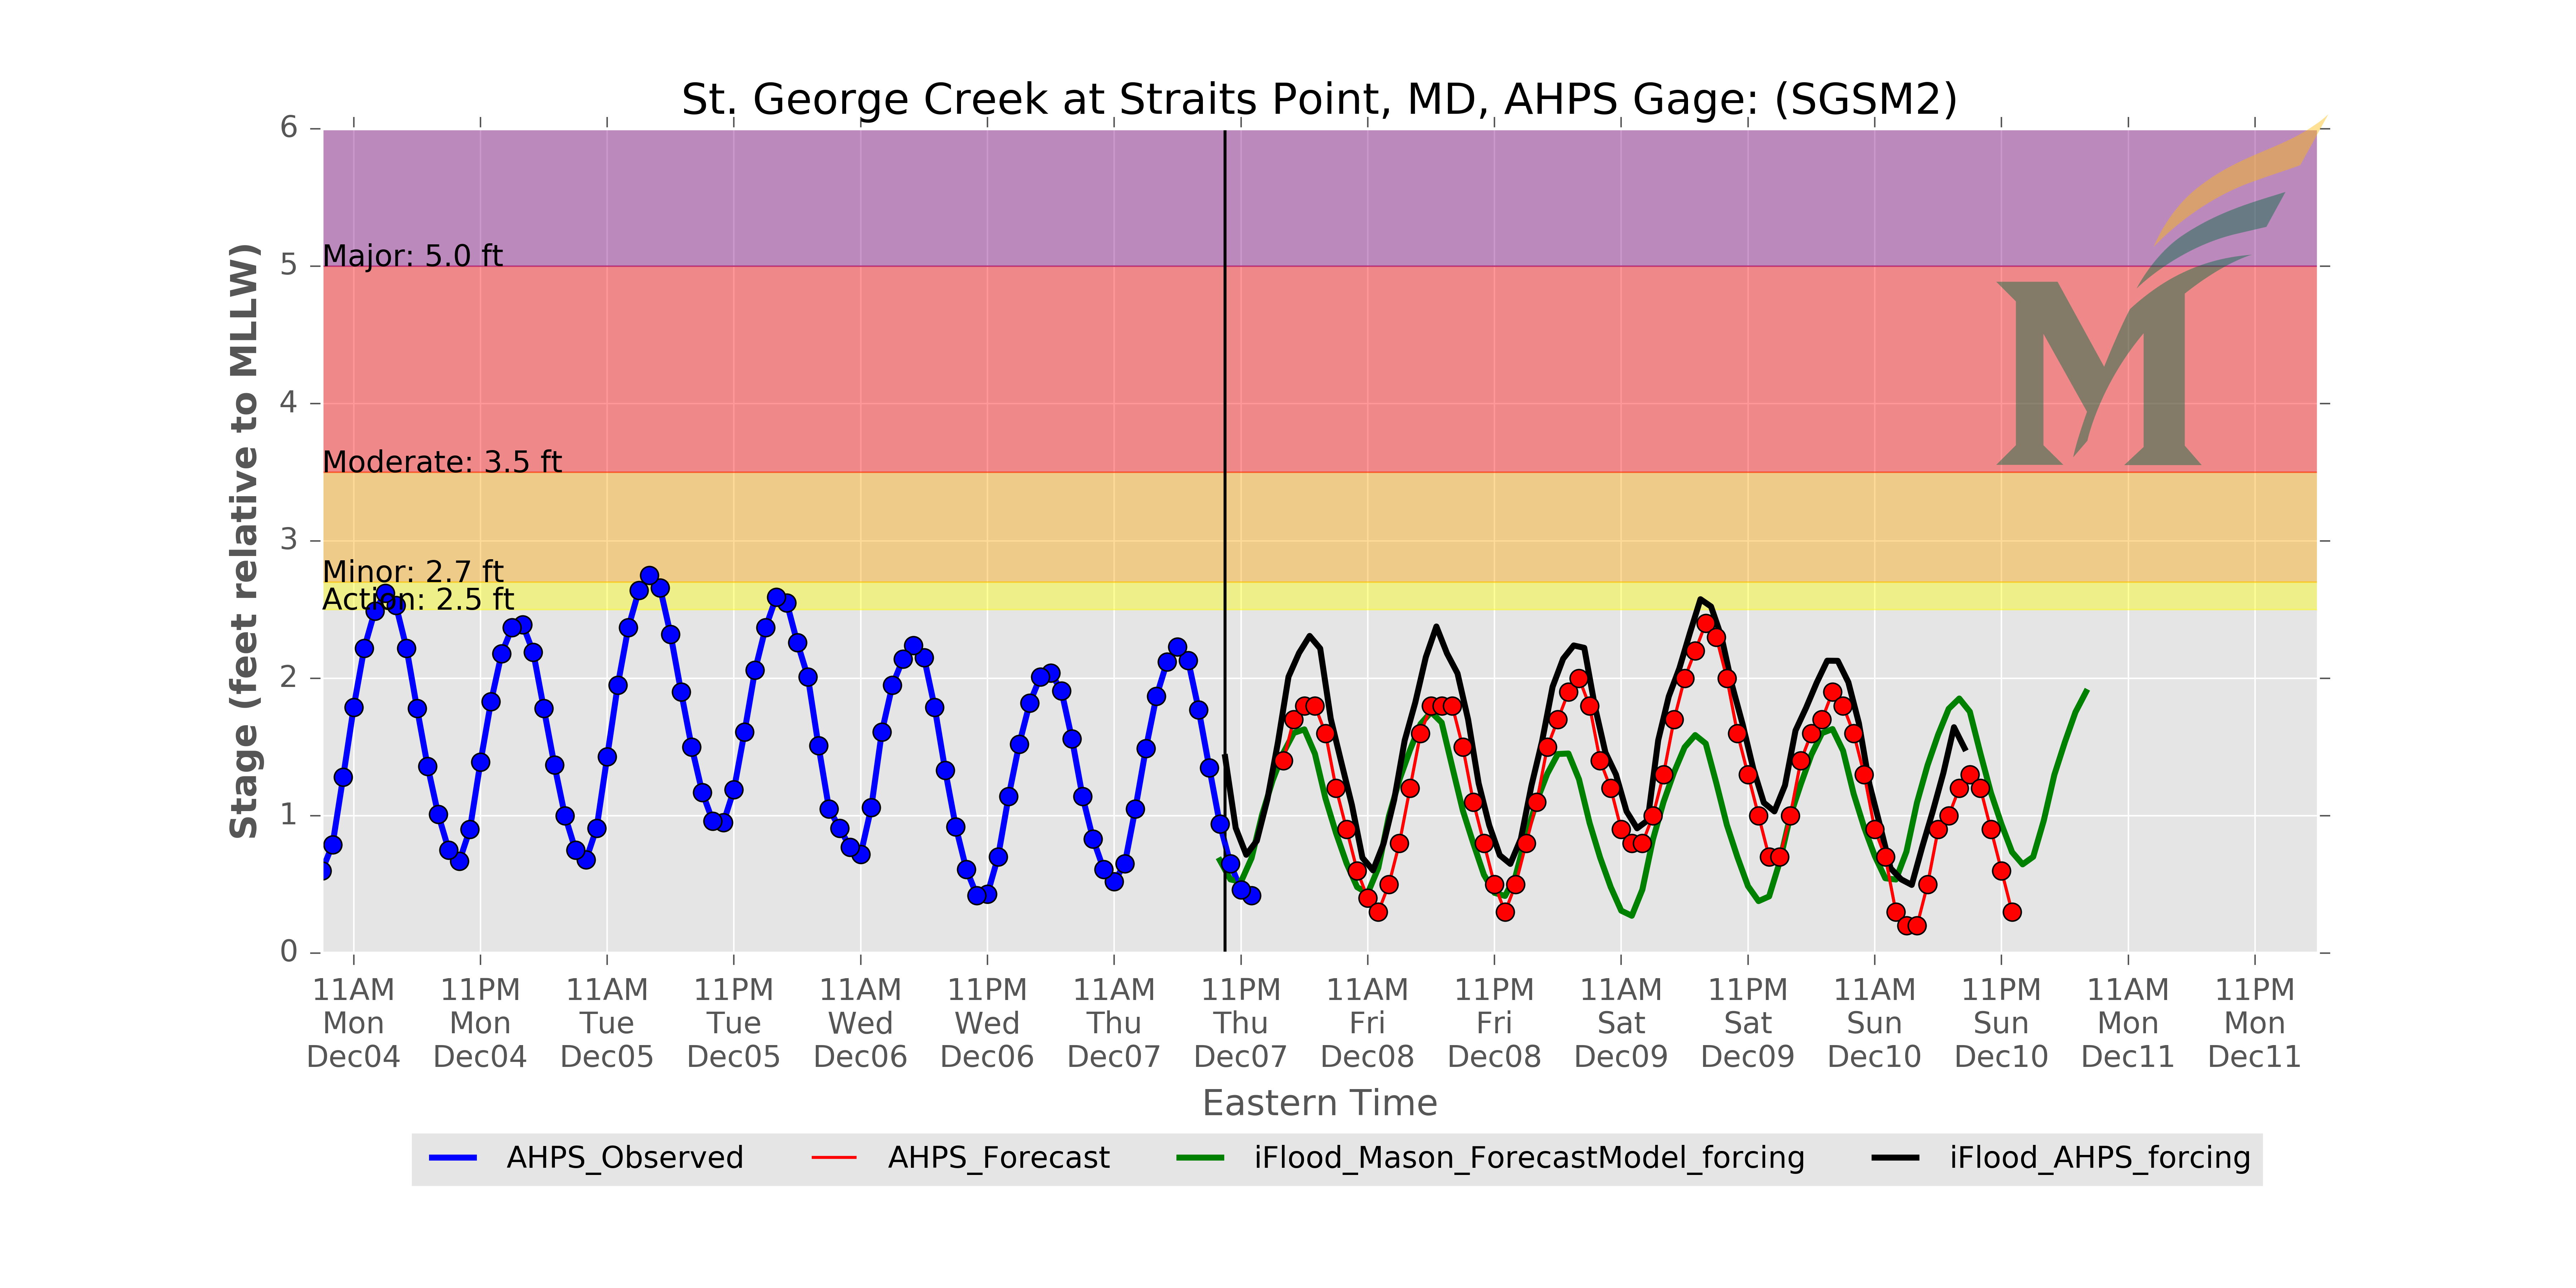 St. George Creek at Straits Point, MD, AHPS Gage: (SGSM2)
Stage (feet relative to MLLW)
6
5
4
3
2
1
0
Major: 5.0 ft
Moderate: 3.5 ft
Minor: 2.7 ft
Action: 2.5 ft
M
11AM 11PM 11AM 11PM 11AM 11PM 11AM 11PM 11AM 11PM 11AM 11PM 11AM 11PM 11AM 11PM
Mon Mon Tue Tue Wed Wed Thu Thu Fri Fri Sat Sat Sun Sun Mon Mon
Dec04 Dec04 Dec05 Dec05 Dec06 Dec06 Dec07 Dec07 Dec08 Dec08 Dec09 Dec09 Dec10 Dec10 Dec11 Dec11
Eastern Time
AHPS_Observed AHPS_Forecast iFlood_Mason_ForecastModel_forcing iFlood_AHPS_forcing